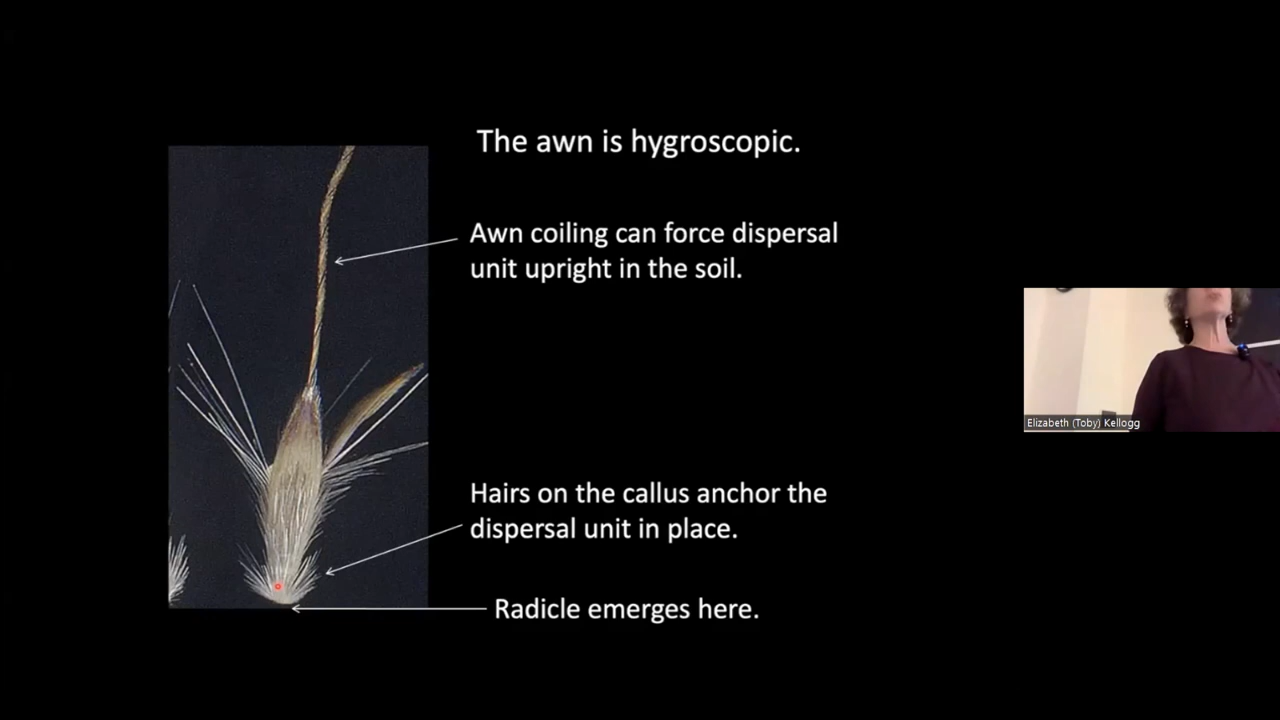 The awn is hygroscopic.
Awn coiling can force dispersal
unit upright in the soil.
Hairs on the callus anchor the
dispersal unit in place.
Radicle emerges here.
Elizabeth (Toby) Kellogg